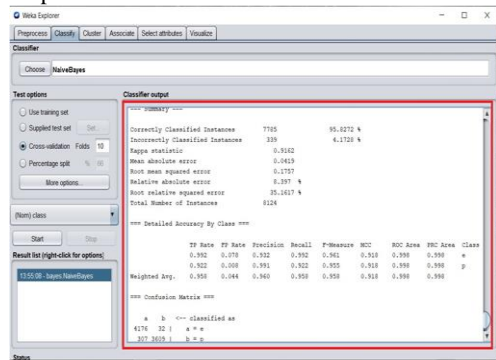 Weka Explorer
Preprocess Classify Cluster Associate Select attributes Visualize
Classifier
Choose NaiveBayes
Test options
Use training set
Supplied test set Set...
Cross-validation Folds 10
Percentage split % 66
More options...
(Nom) class
Start Stop
Result list (right-click for options)
13:55:08 - bayes.NaiveBayes
Classifier output
=== Summary ===
Correctly Classified Instances 7785 95.8272 %
Incorrectly Classified Instances 339 4.1728 %
Kappa statistic 0.9162
Mean absolute error 0.0419
Root mean squared error 0.1757
Relative absolute error 8.397 %
Root relative squared error 35.1617 %
Total Number of Instances 8124
=== Detailed Accuracy By Class ===
TP Rate FP Rate Precision Recall F-Measure MCC ROC Area PRC Area Class
0.992 0.078 0.932 0.992 0.961 0.918 0.998 0.998 e
0.922 0.008 0.991 0.922 0.955 0.918 0.998 0.998 p
Weighted Avg. 0.958 0.044 0.960 0.958 0.958 0.918 0.998 0.998
=== Confusion Matrix ===
a b <-- classified as
4176 32 | a = e
307 3609 | b = p
Status